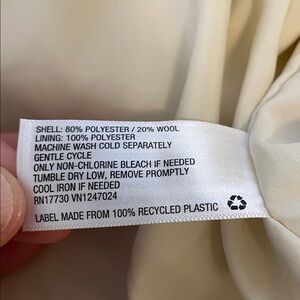 SHELL: 80% POLYESTER / 20% WOOL
LINING: 100% POLYESTER
MACHINE WASH COLD SEPARATELY
GENTLE CYCLE
ONLY NON-CHLORINE BLEACH IF NEEDED
TUMBLE DRY LOW, REMOVE PROMPTLY
COOL IRON IF NEEDED
RN17730 VN1247024
LABEL MADE FROM 100% RECYCLED PLASTIC